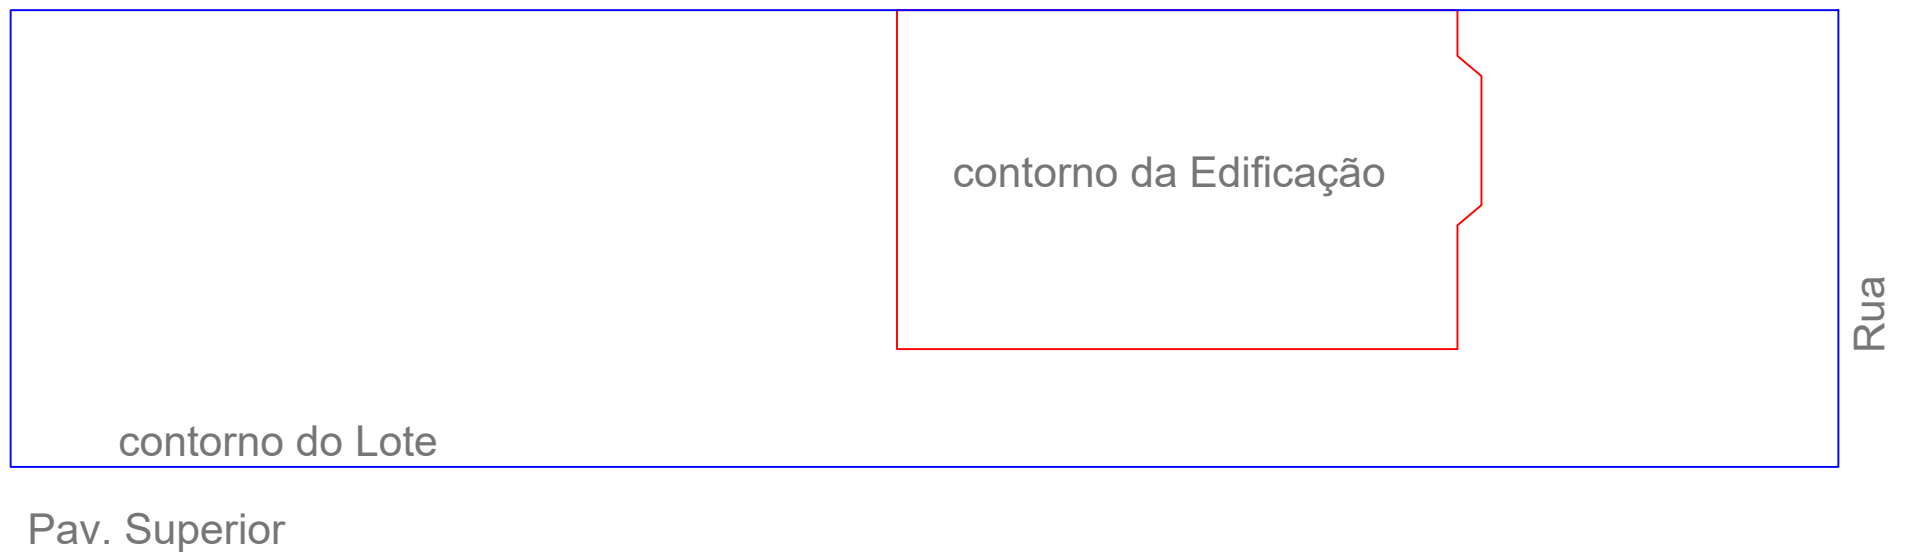 contorno da Edificação
Rua
contorno do Lote
Pav. Superior